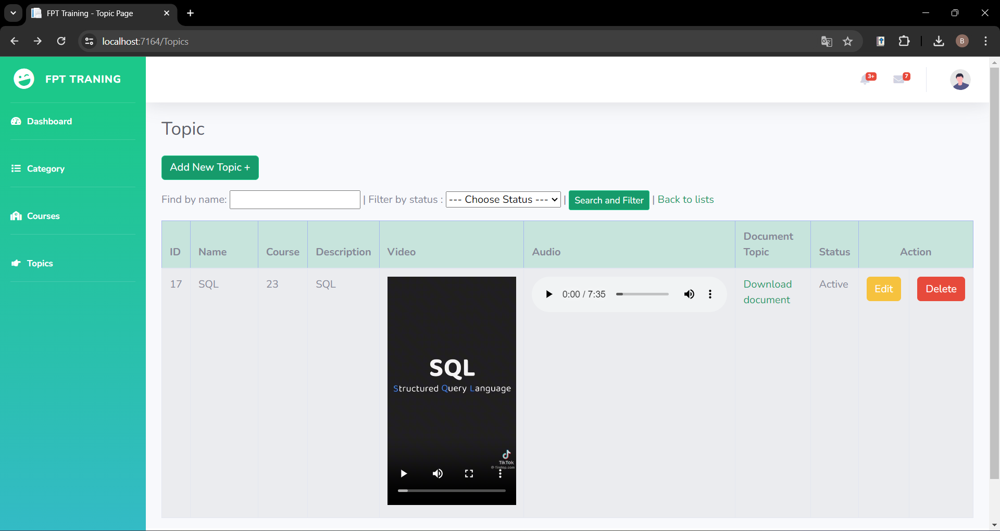 FPT Training - Topic Page
localhost:7164/Topics
B
FPT TRANING
3+
7
Dashboard
Category
Courses
Topics
Topic
Add New Topic +
Find by name: | Filter by status : --- Choose Status --- | Search and Filter | Back to lists
ID Name Course Description Video Audio Document Topic Status Action
17 SQL 23 SQL
SQL
Structured Query Language
TikTok
@ firelop.com
0:00 / 7:35
Download
document
Active
Edit
Delete